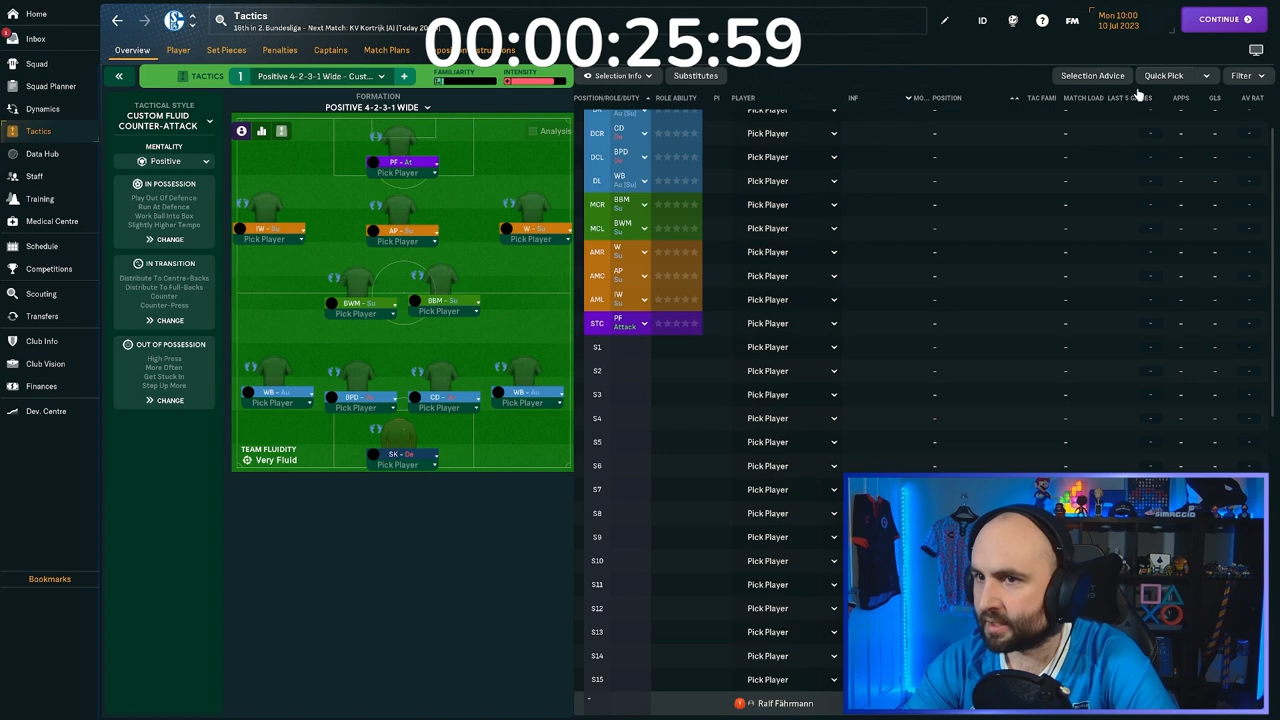 Home
Inbox
Squad
Squad Planner
Dynamics
Tactics
Data Hub
Staff
Training
Medical Centre
Schedule
Competitions
Scouting
Transfers
Club Info
Club Vision
Finances
Dev. Centre
Bookmarks
Tactics
16th in 2. Bundesliga - Next Match: KV Kortrijk (A) [Today 20
00:00:25:59
ID
FM
Mon 10:00
10 Jul 2023
CONTINUE
Overview Player Set Pieces Penalties Captains Match Plans
TACTICS 1 Positive 4-2-3-1 Wide - Cust...
FAMILIARITY
INTENSITY
Selection Info Substitutes Selection Advice Quick Pick Filter
TACTICAL STYLE
CUSTOM FLUID
COUNTER-ATTACK
MENTALITY
Positive
IN POSSESSION
Play Out Of Defence
Run At Defence
Work Ball Into Box
Slightly Higher Tempo
CHANGE
IN TRANSITION
Distribute To Centre-Backs
Distribute To Full-Backs
Counter
Counter-Press
CHANGE
OUT OF POSSESSION
High Press
More Often
Get Stuck In
Step Up More
CHANGE
FORMATION
POSITIVE 4-2-3-1 WIDE
Analysis
PF - At
Pick Player
IW - Su AP - Su W - Su
Pick Player Pick Player Pick Player
BWM - Su BBM - Su
Pick Player Pick Player
WB - Au BPD - De CD - De WB - Au
Pick Player Pick Player Pick Player Pick Player
SK - De
Pick Player
TEAM FLUIDITY
Very Fluid
POSITION/ROLE/DUTY ROLE ABILITY PI PLAYER INF MO... POSITION TAC FAMI MATCH LOAD LAST 5 GAMES APPS GLS AV RAT
Au (Su) Pick Player - - - - - - -
DCR CD De Pick Player - - - - - - -
DCL BPD De Pick Player - - - - - - -
DL WB Au (Su) Pick Player - - - - - - -
MCR BBM Su Pick Player - - - - - - -
MCL BWM Su Pick Player - - - - - - -
AMR W Su Pick Player - - - - - - -
AMC AP Su Pick Player - - - - - - -
AML IW Su Pick Player - - - - - - -
STC PF Attack Pick Player - - - - - - -
S1 Pick Player - - - - - - -
S2 Pick Player - - - - - - -
S3 Pick Player - - - - - - -
S4 Pick Player - - - - - - -
S5 Pick Player - - - - - - -
S6 Pick Player - - - - - - -
S7 Pick Player
S8 Pick Player
S9 Pick Player
S10 Pick Player
S11 Pick Player
S12 Pick Player
S13 Pick Player
S14 Pick Player
S15 Pick Player
- Ralf Fährmann
simaccio